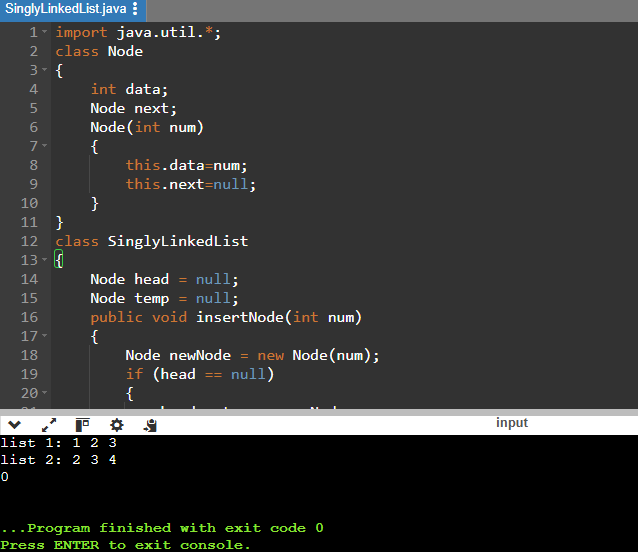 SinglyLinkedList.java
1 import java.util.*;
2 class Node
3 {
4 int data;
5 Node next;
6 Node(int num)
7 {
8 this.data=num;
9 this.next=null;
10 }
11 }
12 class SinglyLinkedList
13 {
14 Node head = null;
15 Node temp = null;
16 public void insertNode(int num)
17 {
18 Node newNode = new Node(num);
19 if (head == null)
20 {
input
list 1: 1 2 3
list 2: 2 3 4
0
...Program finished with exit code 0
Press ENTER to exit console.